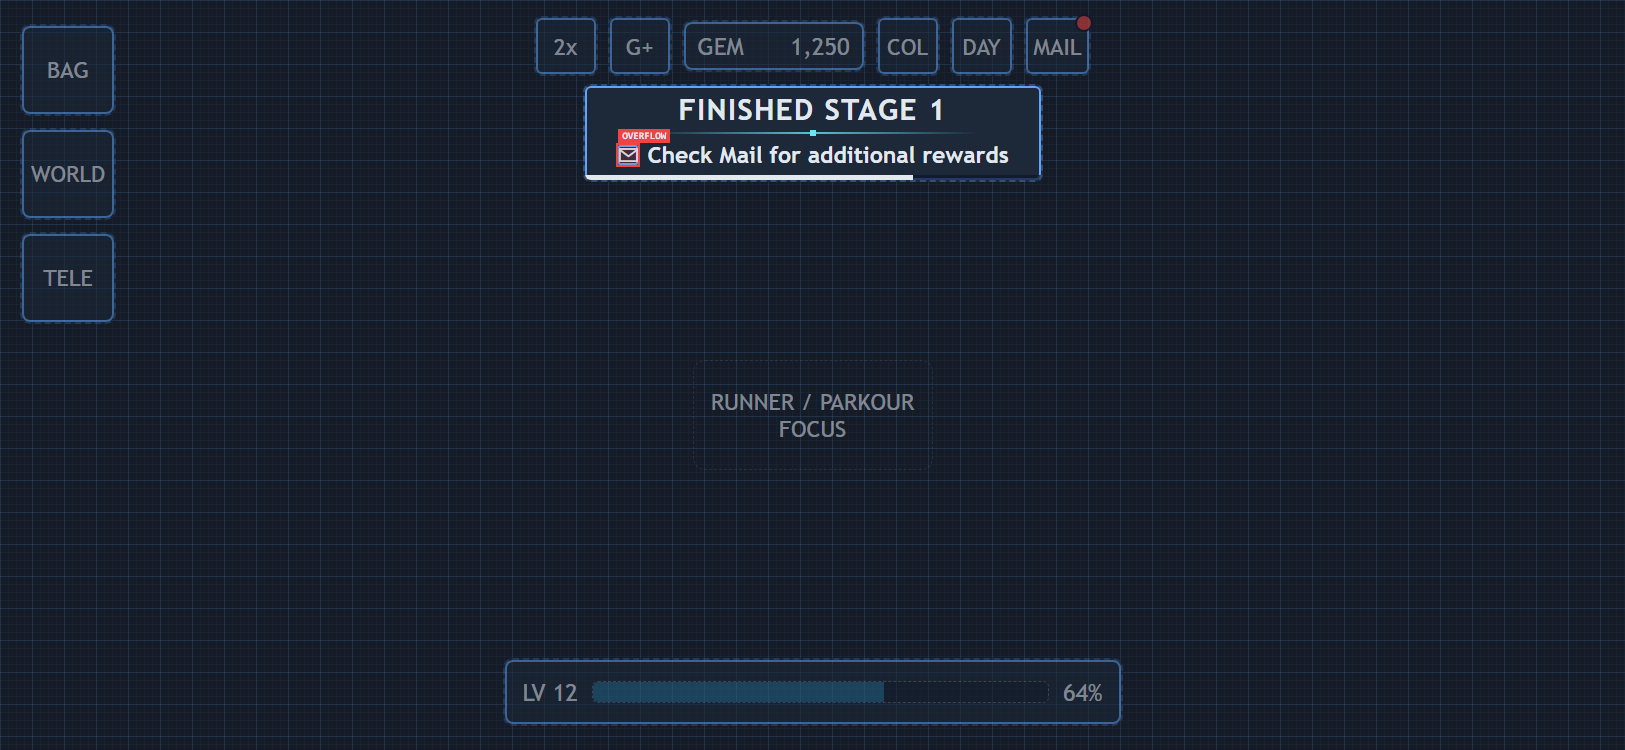 BAG
WORLD
TELE
2x
G+
GEM 1,250
COL
DAY
MAIL
FINISHED STAGE 1
OVERFLOW
Check Mail for additional rewards
RUNNER / PARKOUR
FOCUS
LV 12
64%